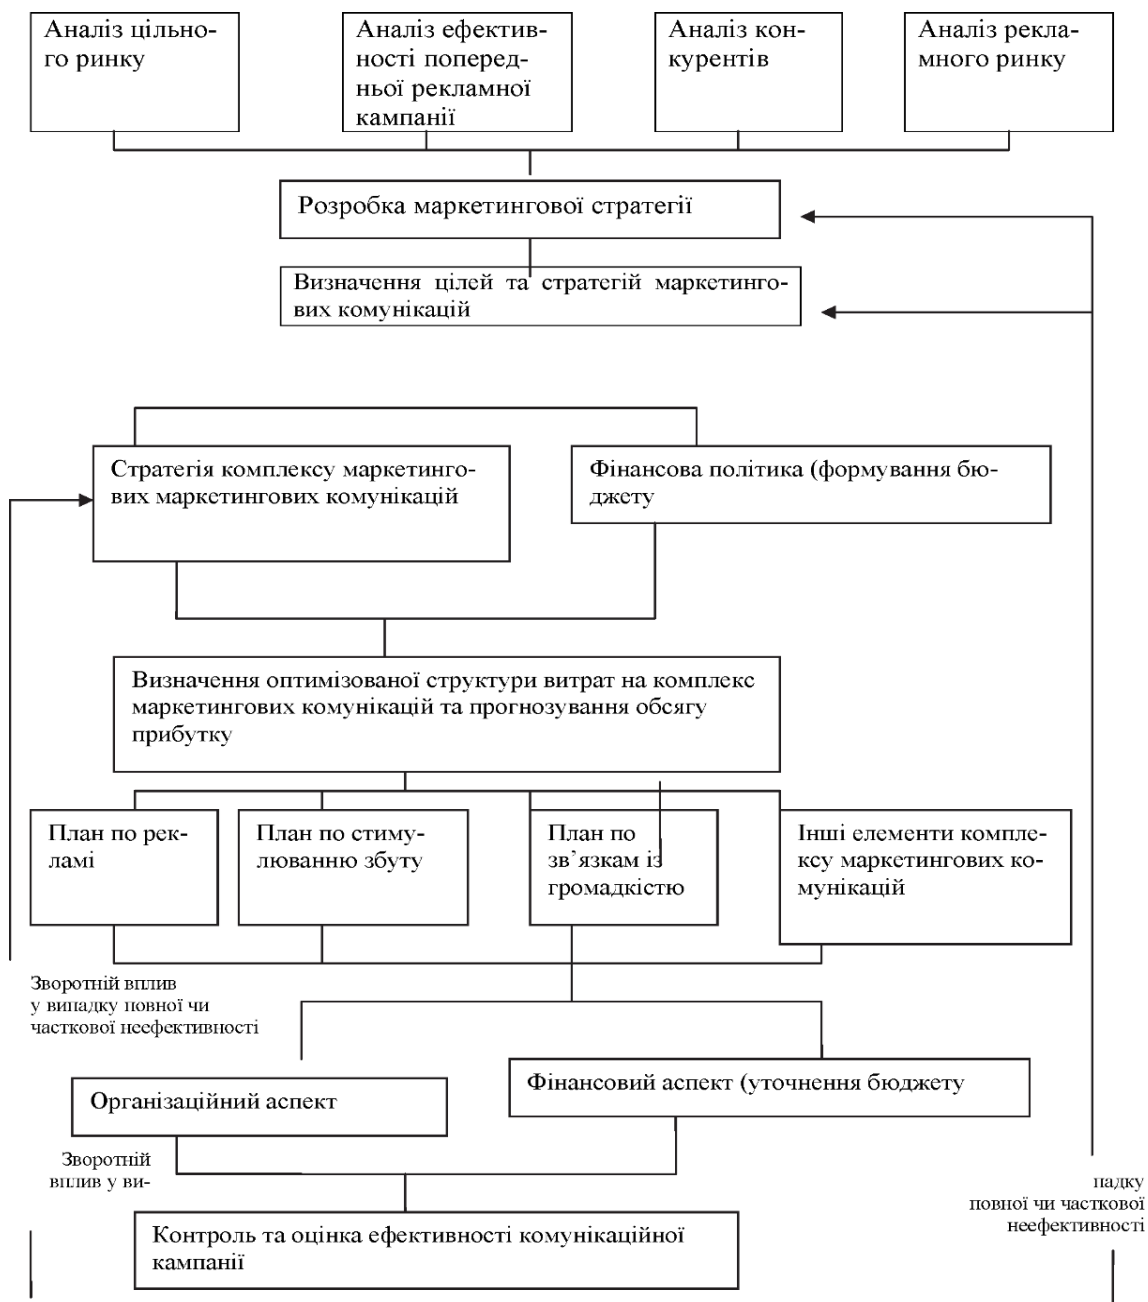 Аналіз цільно-
го ринку
Аналіз ефектив-
ності поперед-
ньої рекламної
кампанії
Аналіз кон-
курентів
Аналіз рекла-
много ринку
Розробка маркетингової стратегії
Визначення цілей та стратегій маркетинго-
вих комунікацій
Стратегія комплексу маркетинго-
вих маркетингових комунікацій
Фінансова політика (формування бю-
джету
Визначення оптимізованої структури витрат на комплекс
маркетингових комунікацій та прогнозування обсягу
прибутку
План по рек-
ламі
План по стиму-
люванню збуту
План по
зв’язкам із
громадкістю
Інші елементи компле-
ксу маркетингових ко-
мунікацій
Зворотній вплив
у випадку повної чи
часткової неефективності
Організаційний аспект
Фінансовий аспект (уточнення бюджету
Зворотній
вплив у ви-
падку
повної чи часткової
неефективності
Контроль та оцінка ефективності комунікаційної
кампанії